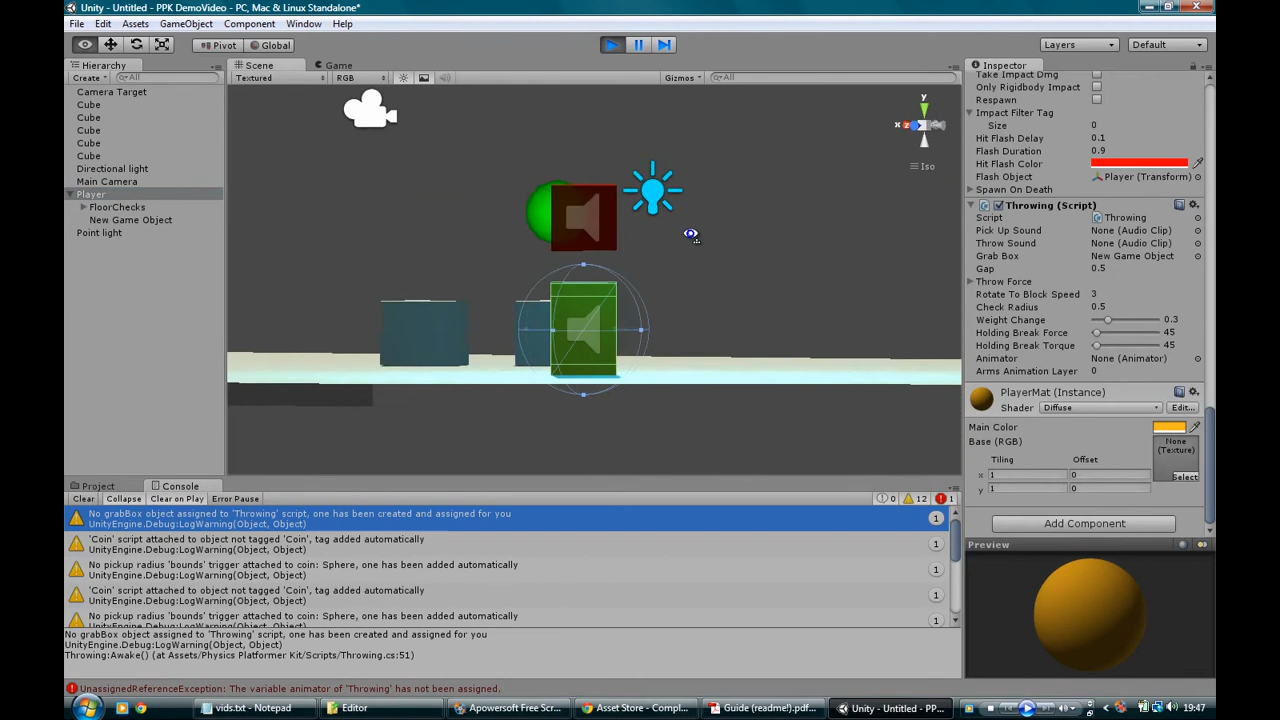 Unity - Untitled - PPK DemoVideo - PC, Mac & Linux Standalone*
File Edit Assets GameObject Component Window Help
Pivot Global Layers Default
Hierarchy
Create All
Camera Target
Cube
Cube
Cube
Cube
Cube
Directional light
Main Camera
Player
FloorChecks
New Game Object
Point light
Scene Game
Textured RGB Gizmos All
y
x z
Iso
Inspector
Take Impact Dmg
Only Rigidbody Impact
Respawn
Impact Filter Tag
Size 0
Hit Flash Delay 0.1
Flash Duration 0.9
Hit Flash Color
Flash Object Player (Transform)
Spawn On Death
Throwing (Script)
Script Throwing
Pick Up Sound None (Audio Clip)
Throw Sound None (Audio Clip)
Grab Box New Game Object
Gap 0.5
Throw Force
Rotate To Block Speed 3
Check Radius 0.5
Weight Change 0.3
Holding Break Force 45
Holding Break Torque 45
Animator None (Animator)
Arms Animation Layer 0
PlayerMat (Instance)
Shader Diffuse Edit...
Main Color
Base (RGB)
None
(Texture)
Tiling Offset
x 1 0
y 1 0
Select
Add Component
Preview
Project Console
Clear Collapse Clear on Play Error Pause 0 12 1
No grabBox object assigned to 'Throwing' script, one has been created and assigned for you
UnityEngine.Debug:LogWarning(Object, Object)
1
'Coin' script attached to object not tagged 'Coin', tag added automatically
UnityEngine.Debug:LogWarning(Object, Object)
1
No pickup radius 'bounds' trigger attached to coin: Sphere, one has been added automatically
UnityEngine.Debug:LogWarning(Object, Object)
1
'Coin' script attached to object not tagged 'Coin', tag added automatically
UnityEngine.Debug:LogWarning(Object, Object)
1
No pickup radius 'bounds' trigger attached to coin: Sphere, one has been added automatically
UnityEngine.Debug:LogWarning(Object, Object)
1
No grabBox object assigned to 'Throwing' script, one has been created and assigned for you
UnityEngine.Debug:LogWarning(Object, Object)
Throwing:Awake() (at Assets/Physics Platformer Kit/Scripts/Throwing.cs:51)
UnassignedReferenceException: The variable animator of 'Throwing' has not been assigned.
vids.txt - Notepad Editor Apowersoft Free Scr... Asset Store - Compl... Guide (readme!).pdf... Unity - Untitled - PP... 19:47